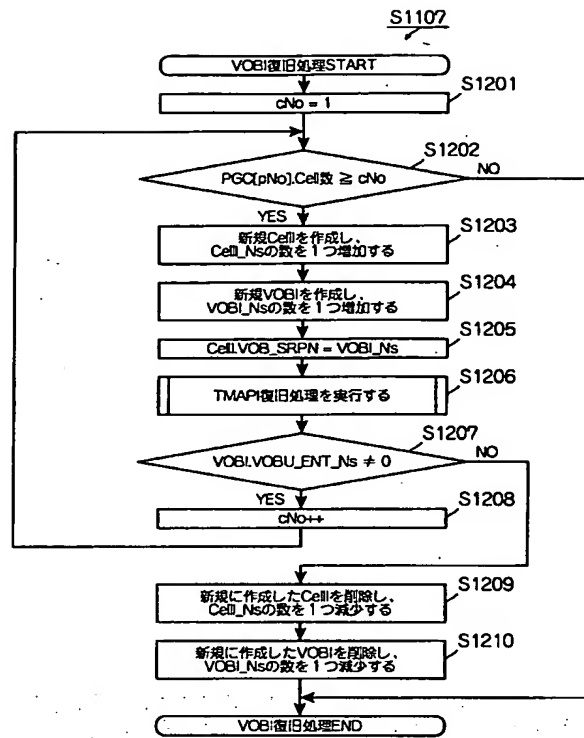 S1107
VOBI復旧処理START
S1201
cNo = 1
S1202
PGC[pNo].Cell数 ≧ cNo
NO
YES
S1203
新規CellIを作成し、
CellI_Nsの数を1つ増加する
S1204
新規VOBIを作成し、
VOBI_Nsの数を1つ増加する
S1205
CellI.VOB_SRPN = VOBI_Ns
S1206
TMAPI復旧処理を実行する
S1207
VOBI.VOBU_ENT_Ns ≠ 0
NO
YES
S1208
cNo++
S1209
新規に作成したCellIを削除し、
CellI_Nsの数を1つ減少する
S1210
新規に作成したVOBIを削除し、
VOBI_Nsの数を1つ減少する
VOBI復旧処理END